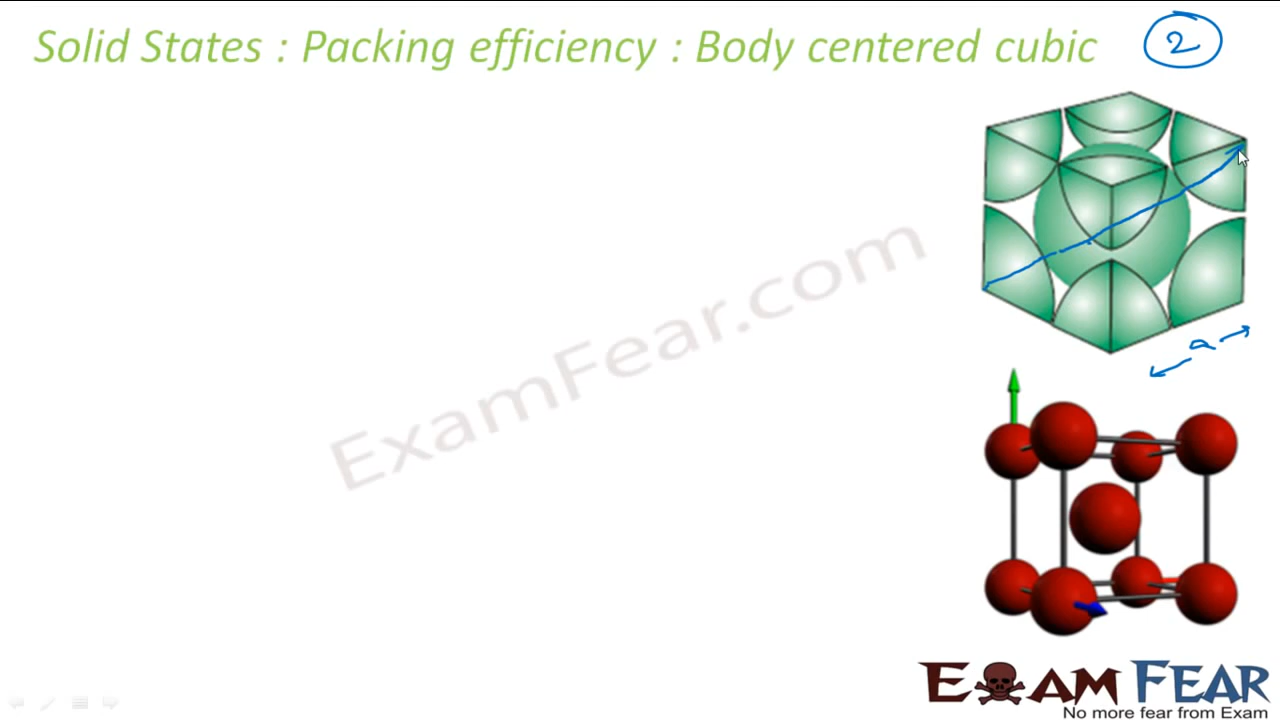 Solid States : Packing efficiency : Body centered cubic
2
a
ExamFear.com
EXAM FEAR
No more fear from Exam